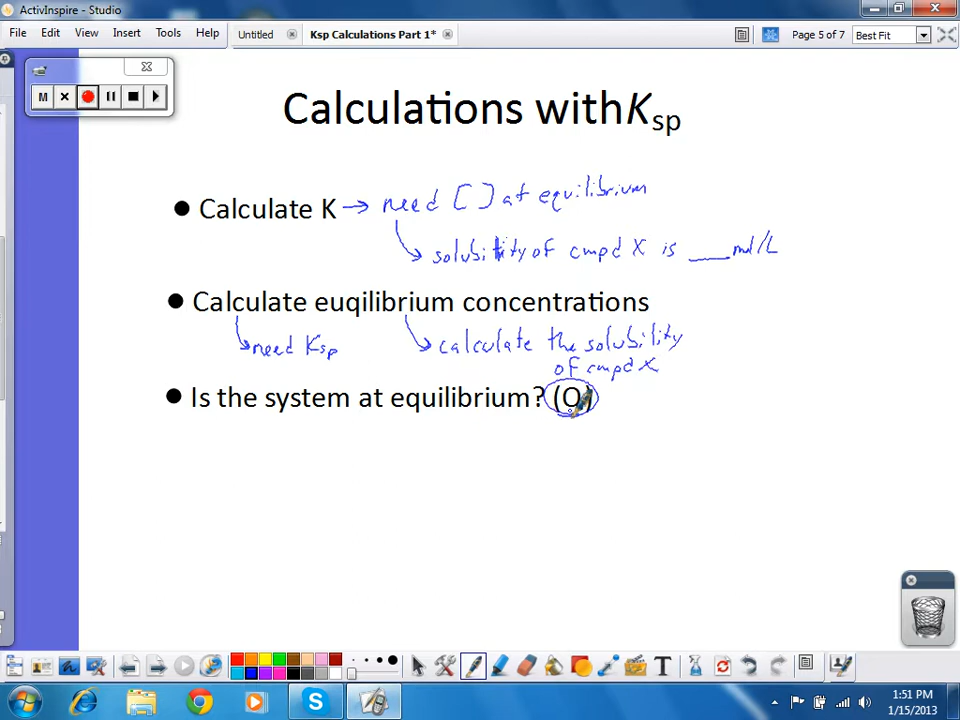 ActivInspire - Studio
File Edit View Insert Tools Help Untitled Ksp Calculations Part 1* Page 5 of 7 Best Fit
M
Calculations withKsp
• Calculate K → need [ ] at equilibrium
solubility of cmpd X is ___ mol/L
• Calculate euqilibrium concentrations
need Ksp calculate the solubility
of cmpd X
• Is the system at equilibrium? (Q)
1:51 PM
1/15/2013